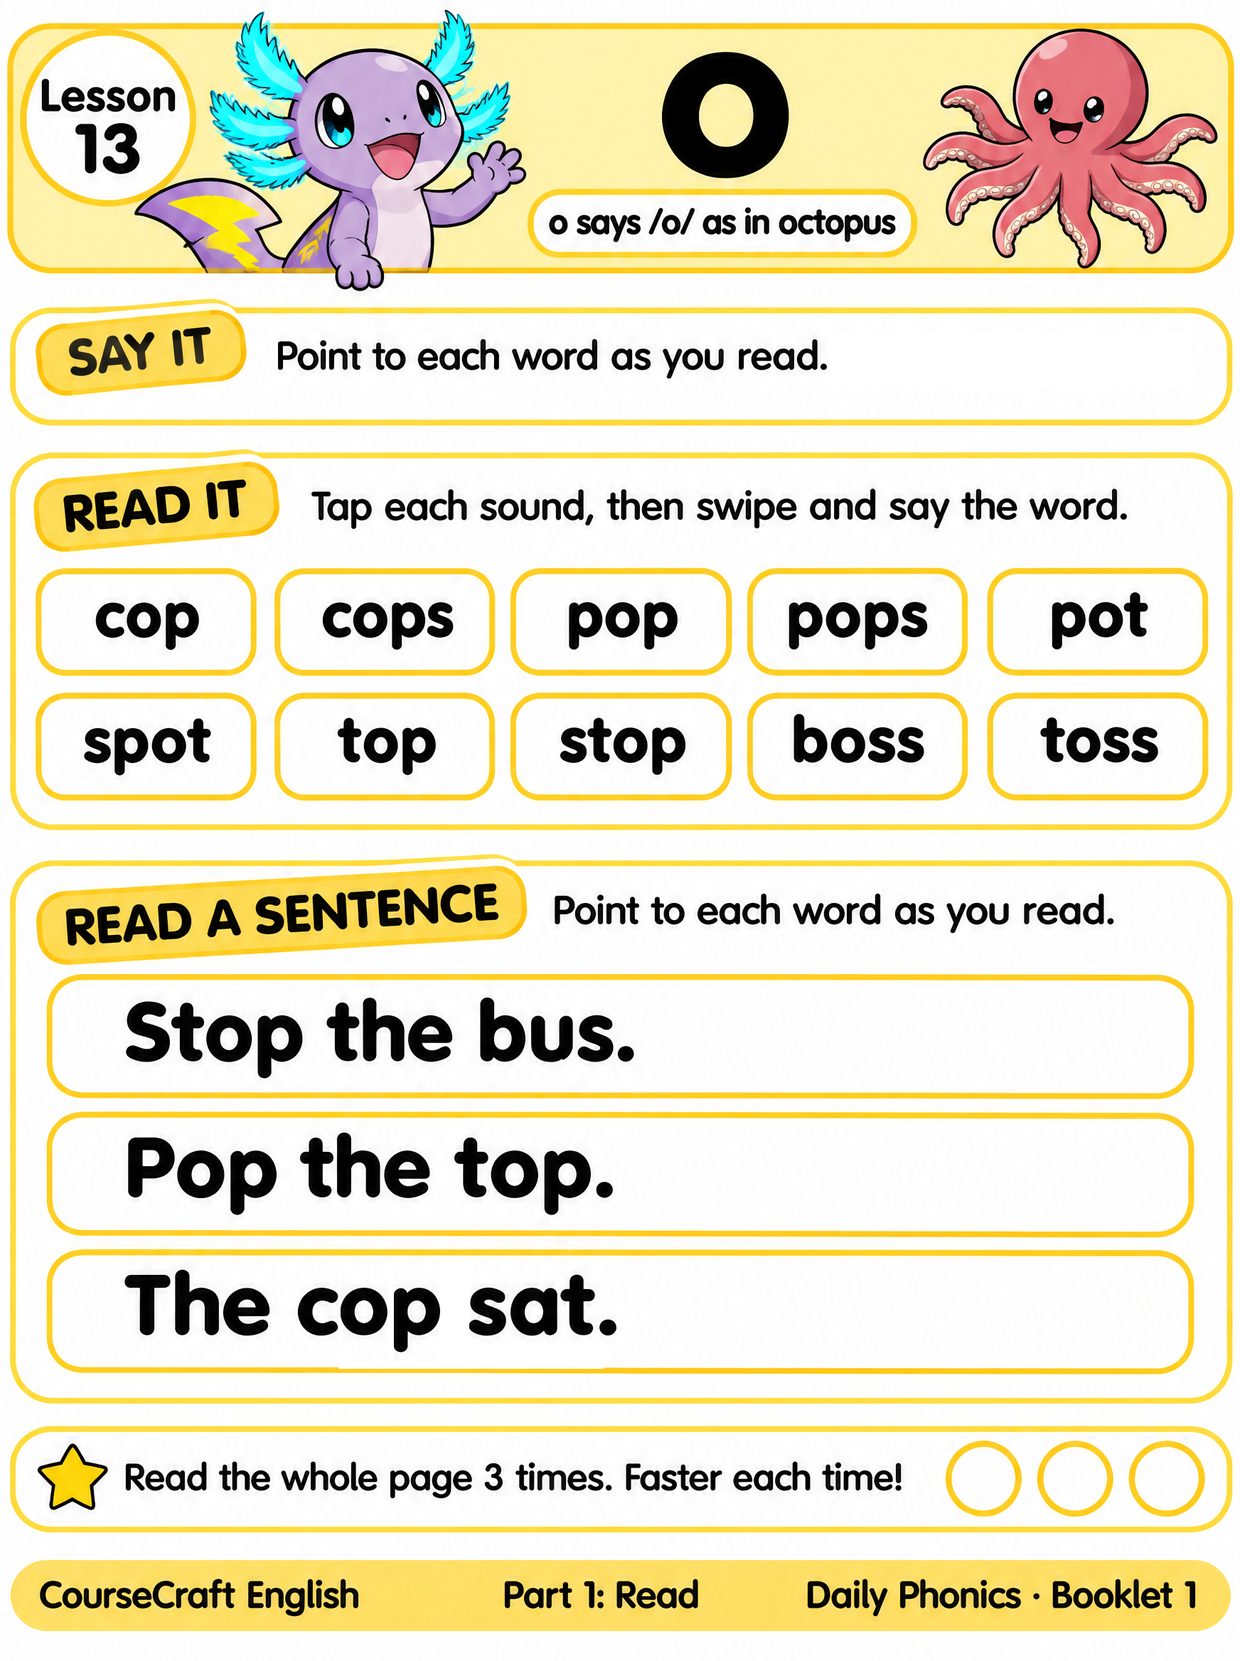 Lesson
13
o
o says /o/ as in octopus
SAY IT
Point to each word as you read.
READ IT
Tap each sound, then swipe and say the word.
cop cops pop pops pot
spot top stop boss toss
READ A SENTENCE
Point to each word as you read.
Stop the bus.
Pop the top.
The cop sat.
Read the whole page 3 times. Faster each time!
CourseCraft English Part 1: Read Daily Phonics · Booklet 1